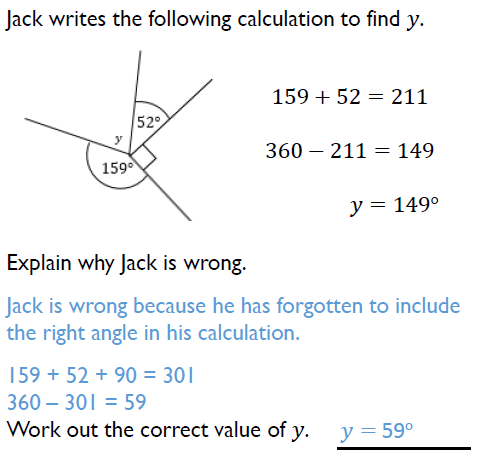 Jack writes the following calculation to find y.
159 + 52 = 211
52°
y
360 – 211 = 149
159°
y = 149°
Explain why Jack is wrong.
Jack is wrong because he has forgotten to include
the right angle in his calculation.
159 + 52 + 90 = 301
360 – 301 = 59
Work out the correct value of y. y = 59°